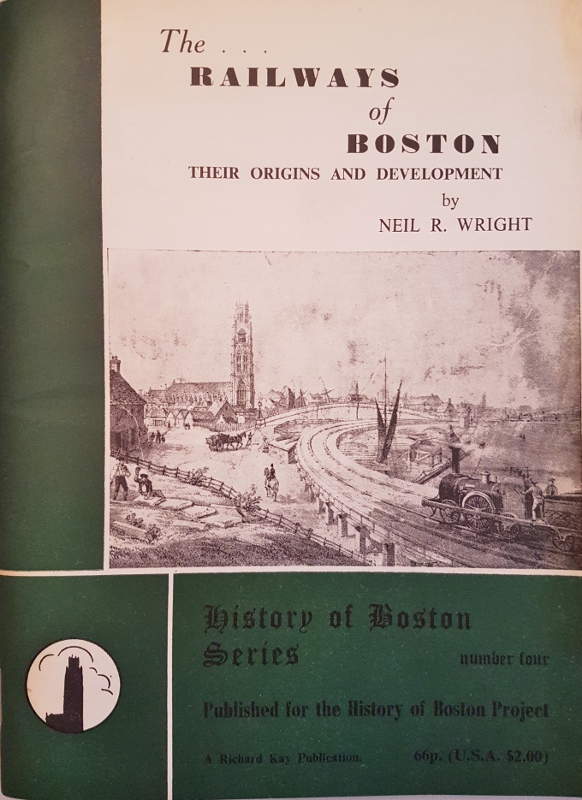 The . . .
RAILWAYS
of
BOSTON
THEIR ORIGINS AND DEVELOPMENT
by
NEIL R. WRIGHT
History of Boston
Series
number four
Published for the History of Boston Project
A Richard Kay Publication.
66p. (U.S.A. $2.00)